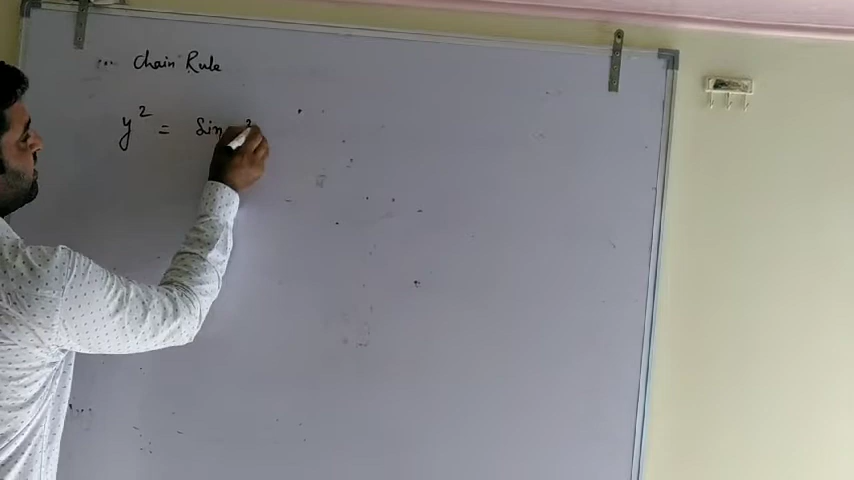 Chain Rule
y² = Sin